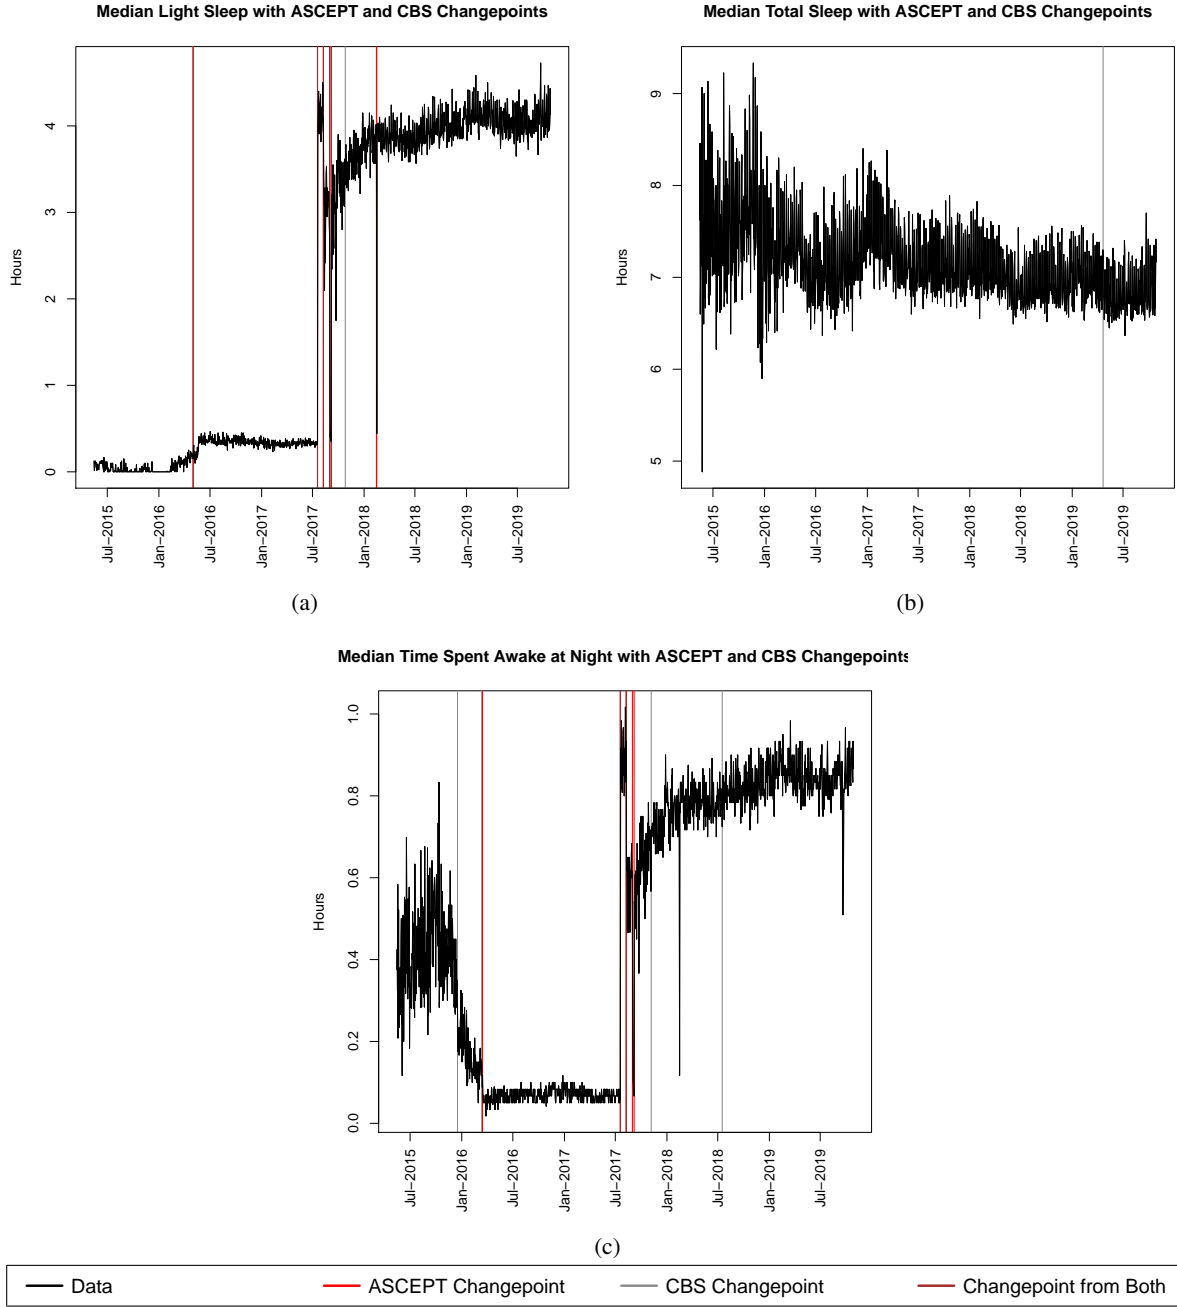 Median Light Sleep with ASCEPT and CBS Changepoints
Hours
0
1
2
3
4
Jul−2015
Jan−2016
Jul−2016
Jan−2017
Jul−2017
Jan−2018
Jul−2018
Jan−2019
Jul−2019
(a)
Median Total Sleep with ASCEPT and CBS Changepoints
Hours
5
6
7
8
9
Jul−2015
Jan−2016
Jul−2016
Jan−2017
Jul−2017
Jan−2018
Jul−2018
Jan−2019
Jul−2019
(b)
Median Time Spent Awake at Night with ASCEPT and CBS Changepoints
Hours
0.0
0.2
0.4
0.6
0.8
1.0
Jul−2015
Jan−2016
Jul−2016
Jan−2017
Jul−2017
Jan−2018
Jul−2018
Jan−2019
Jul−2019
(c)
Data
ASCEPT Changepoint
CBS Changepoint
Changepoint from Both